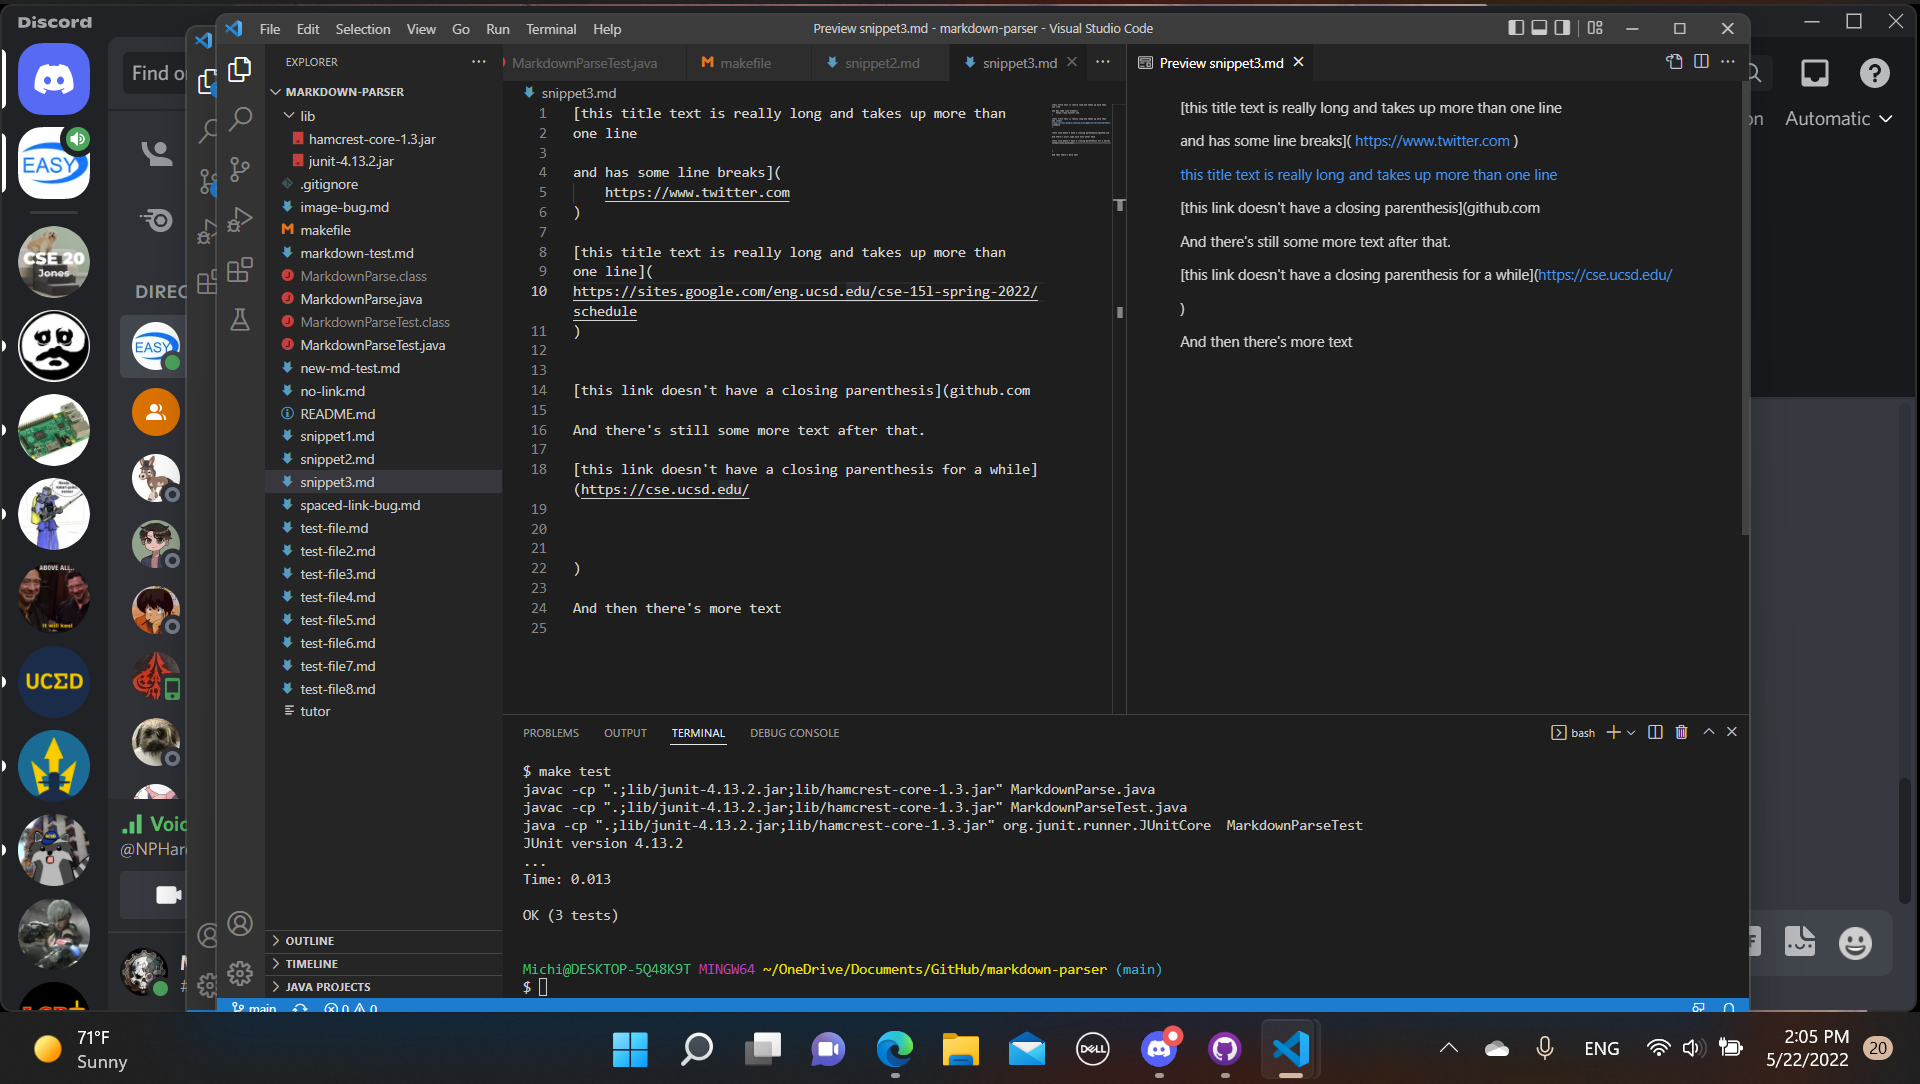 Discord
File Edit Selection View Go Run Terminal Help
Preview snippet3.md - markdown-parser - Visual Studio Code
Find
Automatic
EASY
CSE 20
Jones
DIREC
EASY
ABOVE ALL..
UCΣD
Voic
@NPHar
EXPLORER
MARKDOWN-PARSER
lib
hamcrest-core-1.3.jar
junit-4.13.2.jar
.gitignore
image-bug.md
makefile
markdown-test.md
MarkdownParse.class
MarkdownParse.java
MarkdownParseTest.class
MarkdownParseTest.java
new-md-test.md
no-link.md
README.md
snippet1.md
snippet2.md
snippet3.md
spaced-link-bug.md
test-file.md
test-file2.md
test-file3.md
test-file4.md
test-file5.md
test-file6.md
test-file7.md
test-file8.md
tutor
OUTLINE
TIMELINE
JAVA PROJECTS
MarkdownParseTest.java
makefile
snippet2.md
snippet3.md
snippet3.md
1 [this title text is really long and takes up more than
2 one line
3
4 and has some line breaks](
5 https://www.twitter.com
6 )
7
8 [this title text is really long and takes up more than
9 one line](
10 https://sites.google.com/eng.ucsd.edu/cse-15l-spring-2022/
schedule
11 )
12
13
14 [this link doesn't have a closing parenthesis](github.com
15
16 And there's still some more text after that.
17
18 [this link doesn't have a closing parenthesis for a while]
(https://cse.ucsd.edu/
19
20
21
22 )
23
24 And then there's more text
25
Preview snippet3.md
[this title text is really long and takes up more than one line
and has some line breaks]( https://www.twitter.com )
this title text is really long and takes up more than one line
[this link doesn't have a closing parenthesis](github.com
And there's still some more text after that.
[this link doesn't have a closing parenthesis for a while](https://cse.ucsd.edu/
)
And then there's more text
PROBLEMS OUTPUT TERMINAL DEBUG CONSOLE
bash
$ make test
javac -cp ".;lib/junit-4.13.2.jar;lib/hamcrest-core-1.3.jar" MarkdownParse.java
javac -cp ".;lib/junit-4.13.2.jar;lib/hamcrest-core-1.3.jar" MarkdownParseTest.java
java -cp ".;lib/junit-4.13.2.jar;lib/hamcrest-core-1.3.jar" org.junit.runner.JUnitCore  MarkdownParseTest
JUnit version 4.13.2
...
Time: 0.013
OK (3 tests)
Michi@DESKTOP-5Q48K9T MINGW64 ~/OneDrive/Documents/GitHub/markdown-parser (main)
$
main 0 0
71°F
Sunny
DELL
ENG
2:05 PM
5/22/2022
20